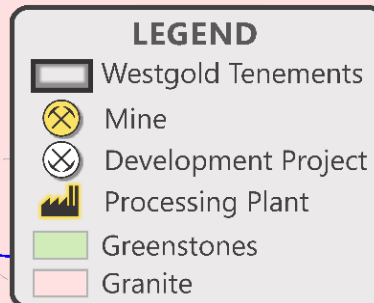 LEGEND
Westgold Tenements
Mine
Development Project
Processing Plant
Greenstones
Granite